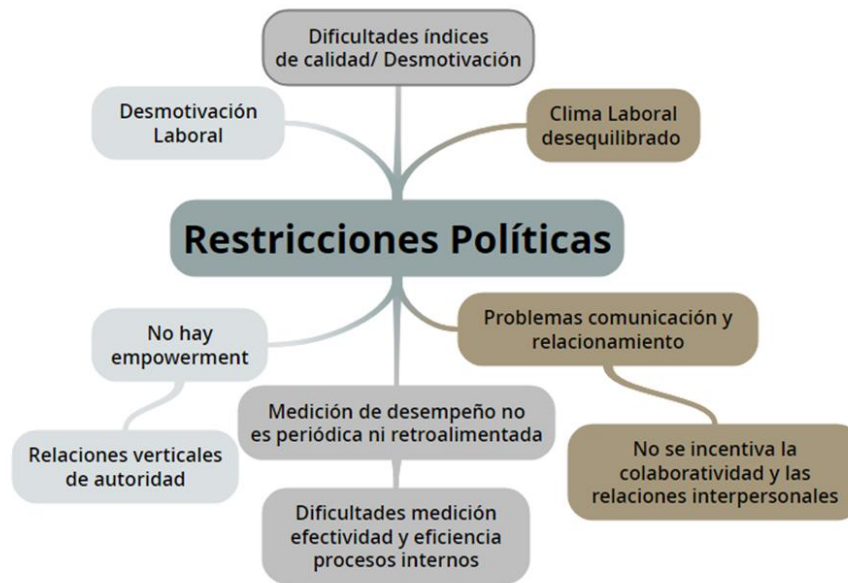 Dificultades índices
de calidad/ Desmotivación
Desmotivación
Laboral
Clima Laboral
desequilibrado
Restricciones Políticas
No hay
empowerment
Problemas comunicación y
relacionamiento
Medición de desempeño no
es periódica ni retroalimentada
Relaciones verticales
de autoridad
No se incentiva la
colaboratividad y las
relaciones interpersonales
Dificultades medición
efectividad y eficiencia
procesos internos